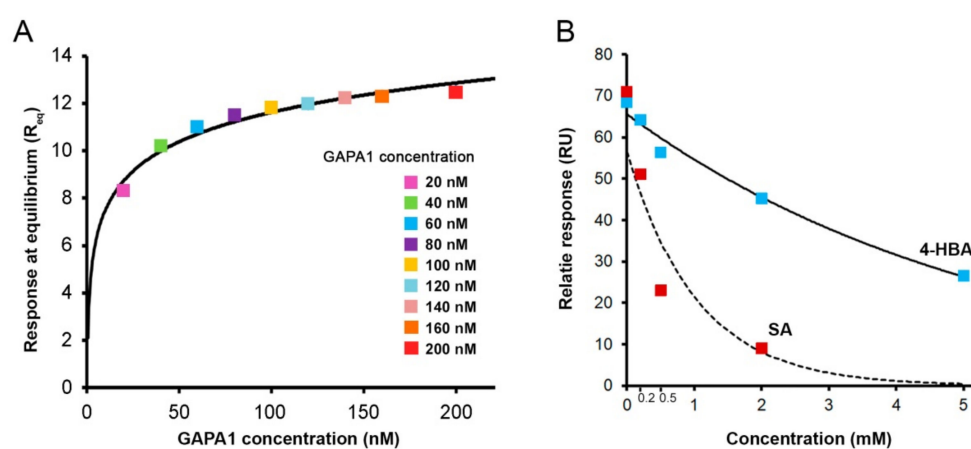 A
Response at equilibrium (Req)
14
12
10
8
6
4
2
0
0 50 100 150 200
GAPA1 concentration (nM)
GAPA1 concentration
20 nM
40 nM
60 nM
80 nM
100 nM
120 nM
140 nM
160 nM
200 nM
B
Relatie response (RU)
80
70
60
50
40
30
20
10
0
4-HBA
SA
0 0.2 0.5 1 2 3 4 5
Concentration (mM)